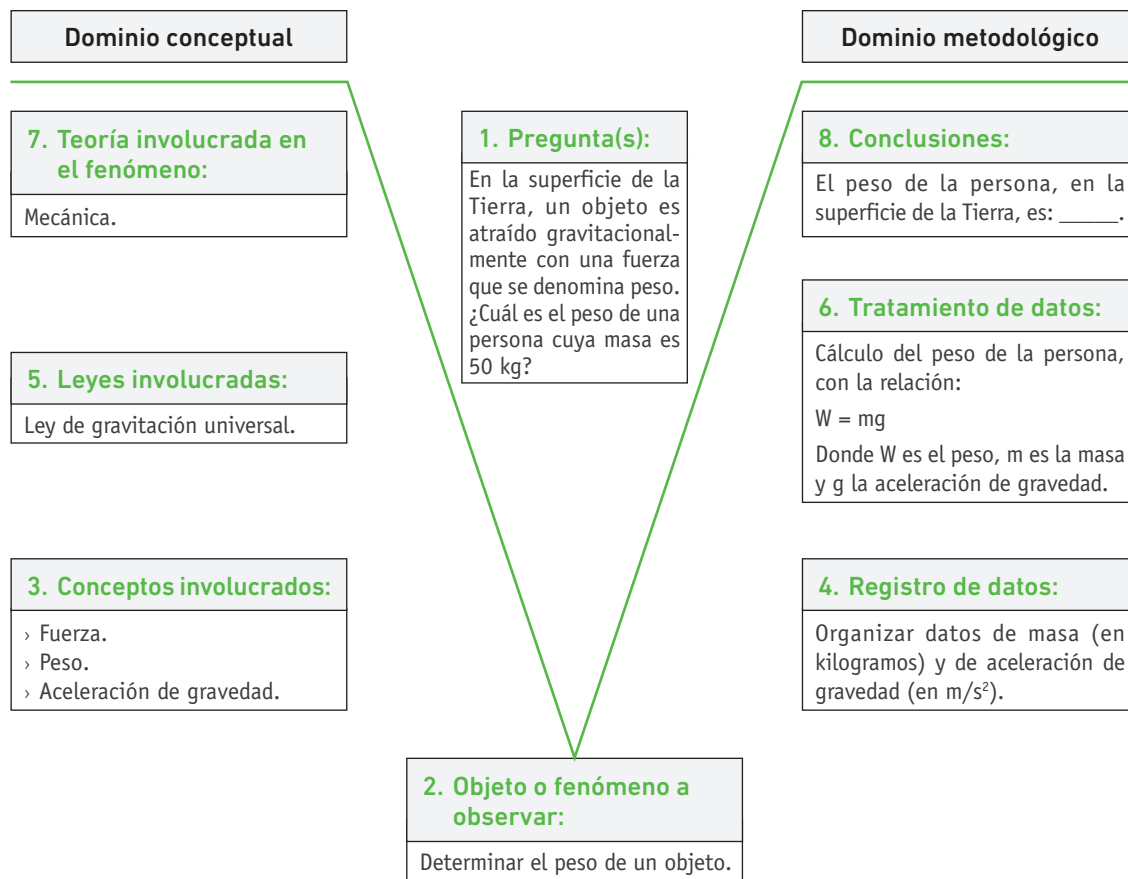 Dominio conceptual
Dominio metodológico
7. Teoría involucrada en
el fenómeno:
Mecánica.
5. Leyes involucradas:
Ley de gravitación universal.
3. Conceptos involucrados:
› Fuerza.
› Peso.
› Aceleración de gravedad.
1. Pregunta(s):
En la superficie de la
Tierra, un objeto es
atraído gravitacional-
mente con una fuerza
que se denomina peso.
¿Cuál es el peso de una
persona cuya masa es
50 kg?
2. Objeto o fenómeno a
observar:
Determinar el peso de un objeto.
8. Conclusiones:
El peso de la persona, en la
superficie de la Tierra, es: _____.
6. Tratamiento de datos:
Cálculo del peso de la persona,
con la relación:
W = mg
Donde W es el peso, m es la masa
y g la aceleración de gravedad.
4. Registro de datos:
Organizar datos de masa (en
kilogramos) y de aceleración de
gravedad (en m/s²).